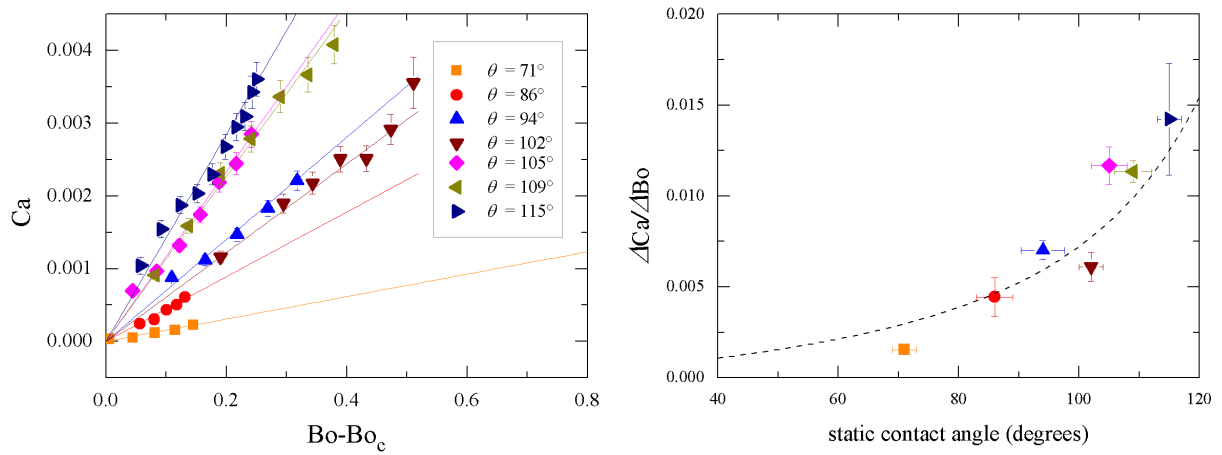 0.004
0.003
0.002
0.001
0.000
Ca
0.0
0.2
0.4
0.6
0.8
Bo-Boc
θ = 71°
θ = 86°
θ = 94°
θ = 102°
θ = 105°
θ = 109°
θ = 115°
0.020
0.015
0.010
0.005
0.000
ΔCa/ΔBo
40
60
80
100
120
static contact angle (degrees)